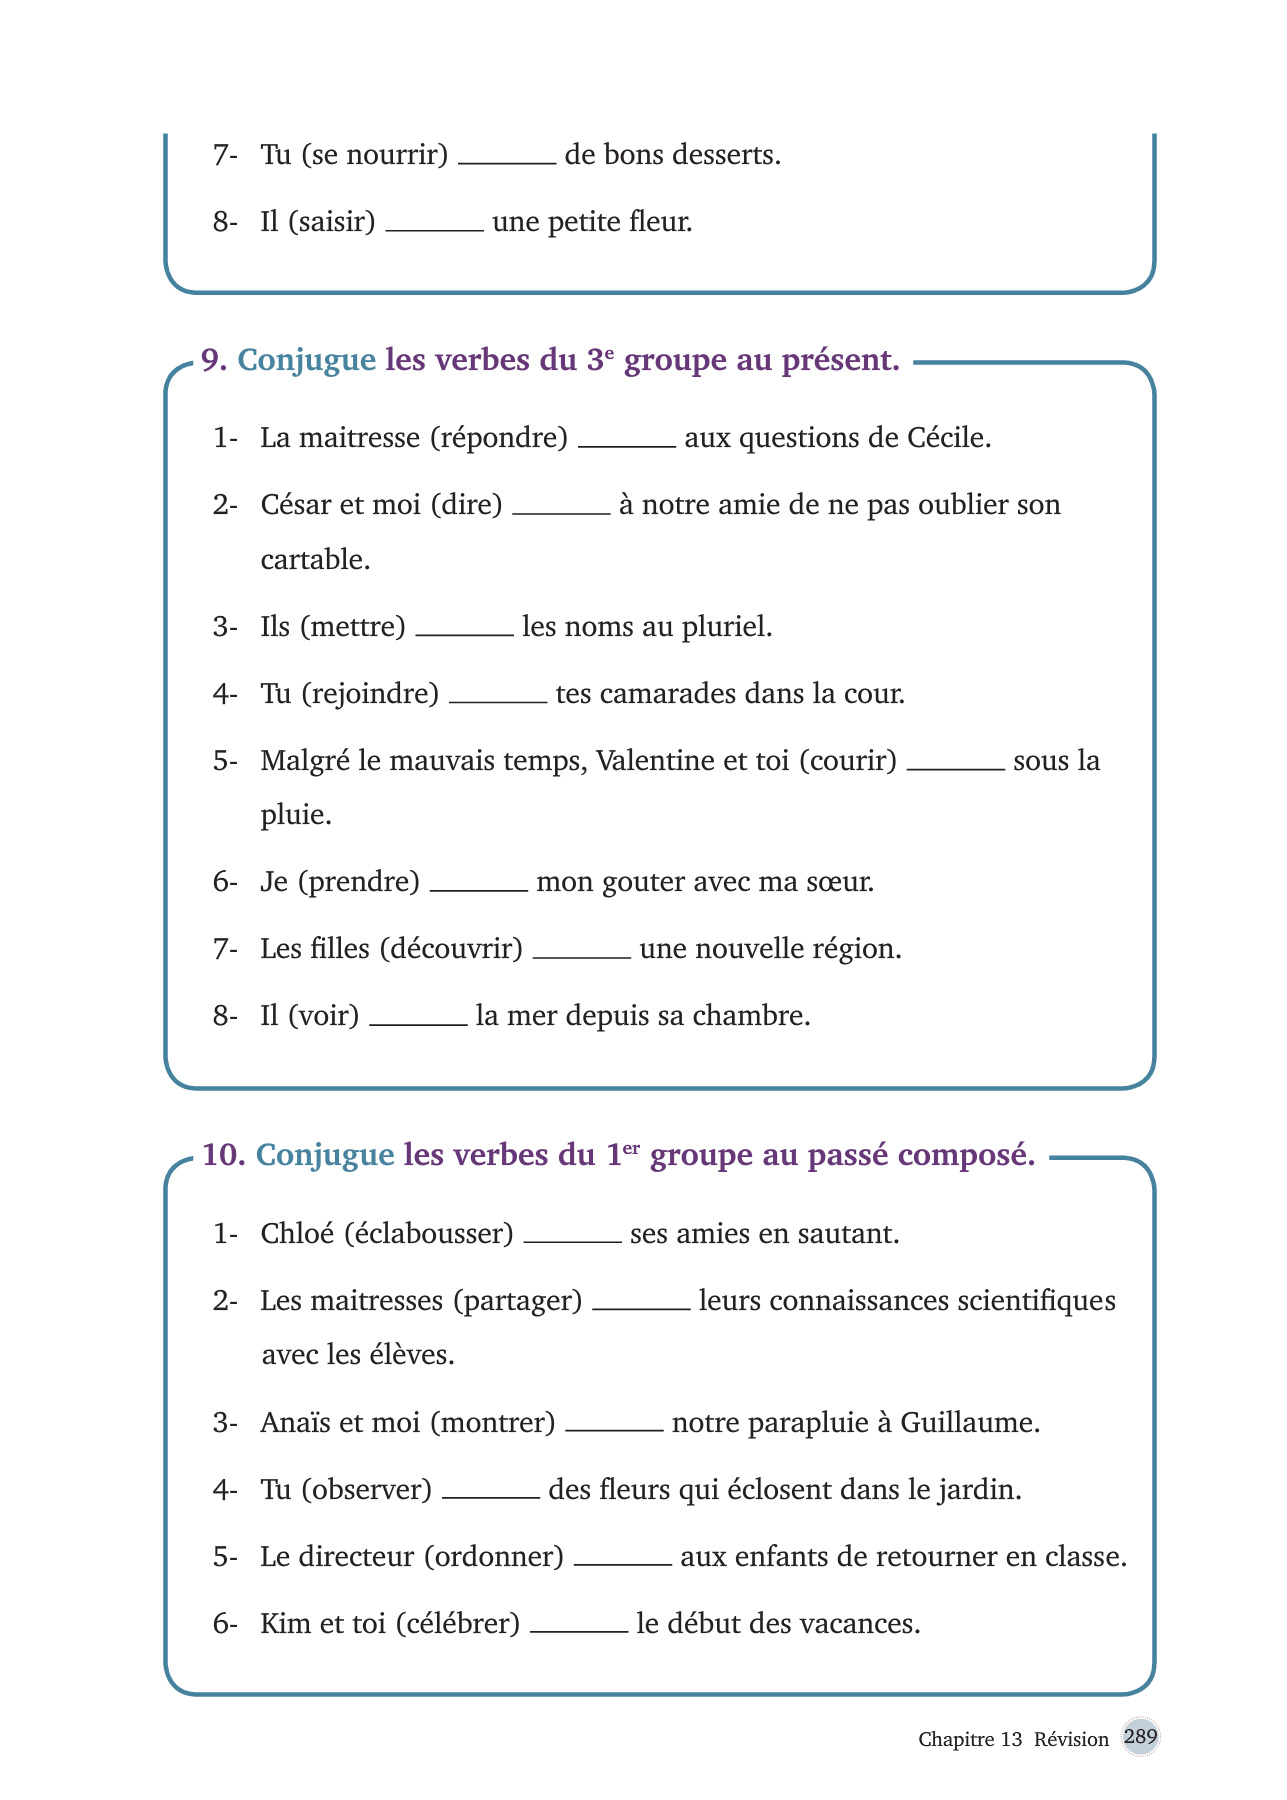 7- Tu (se nourrir) _______ de bons desserts.
8- Il (saisir) _______ une petite fleur.
9. Conjugue les verbes du 3e groupe au présent.
1- La maitresse (répondre) _______ aux questions de Cécile.
2- César et moi (dire) _______ à notre amie de ne pas oublier son
cartable.
3- Ils (mettre) _______ les noms au pluriel.
4- Tu (rejoindre) _______ tes camarades dans la cour.
5- Malgré le mauvais temps, Valentine et toi (courir) _______ sous la
pluie.
6- Je (prendre) _______ mon gouter avec ma sœur.
7- Les filles (découvrir) _______ une nouvelle région.
8- Il (voir) _______ la mer depuis sa chambre.
10. Conjugue les verbes du 1er groupe au passé composé.
1- Chloé (éclabousser) _______ ses amies en sautant.
2- Les maitresses (partager) _______ leurs connaissances scientifiques
avec les élèves.
3- Anaïs et moi (montrer) _______ notre parapluie à Guillaume.
4- Tu (observer) _______ des fleurs qui éclosent dans le jardin.
5- Le directeur (ordonner) _______ aux enfants de retourner en classe.
6- Kim et toi (célébrer) _______ le début des vacances.
Chapitre 13 Révision 289